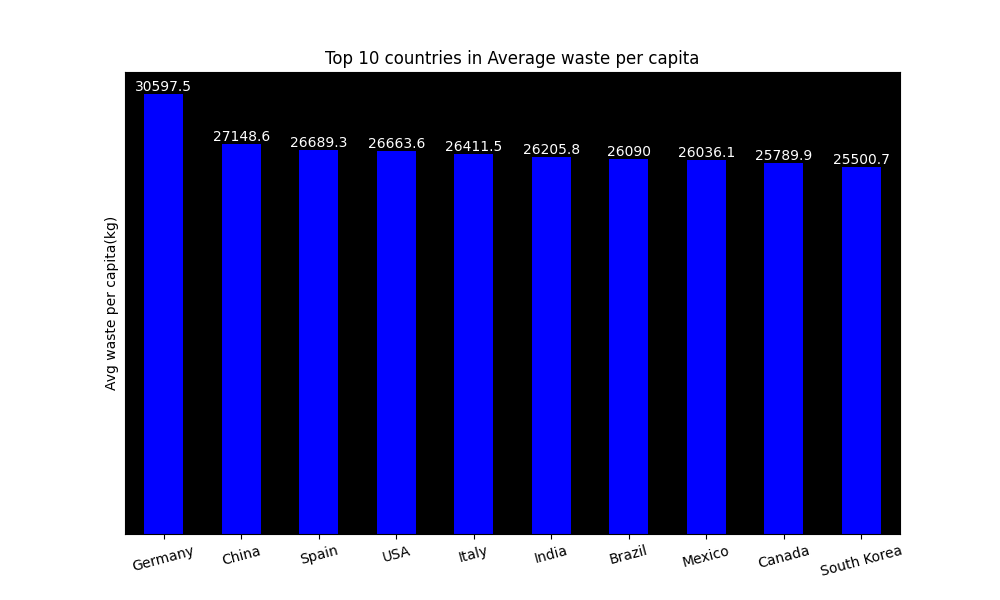 Top 10 countries in Average waste per capita
Avg waste per capita(kg)
30597.5
27148.6
26689.3
26663.6
26411.5
26205.8
26090
26036.1
25789.9
25500.7
Germany
China
Spain
USA
Italy
India
Brazil
Mexico
Canada
South Korea